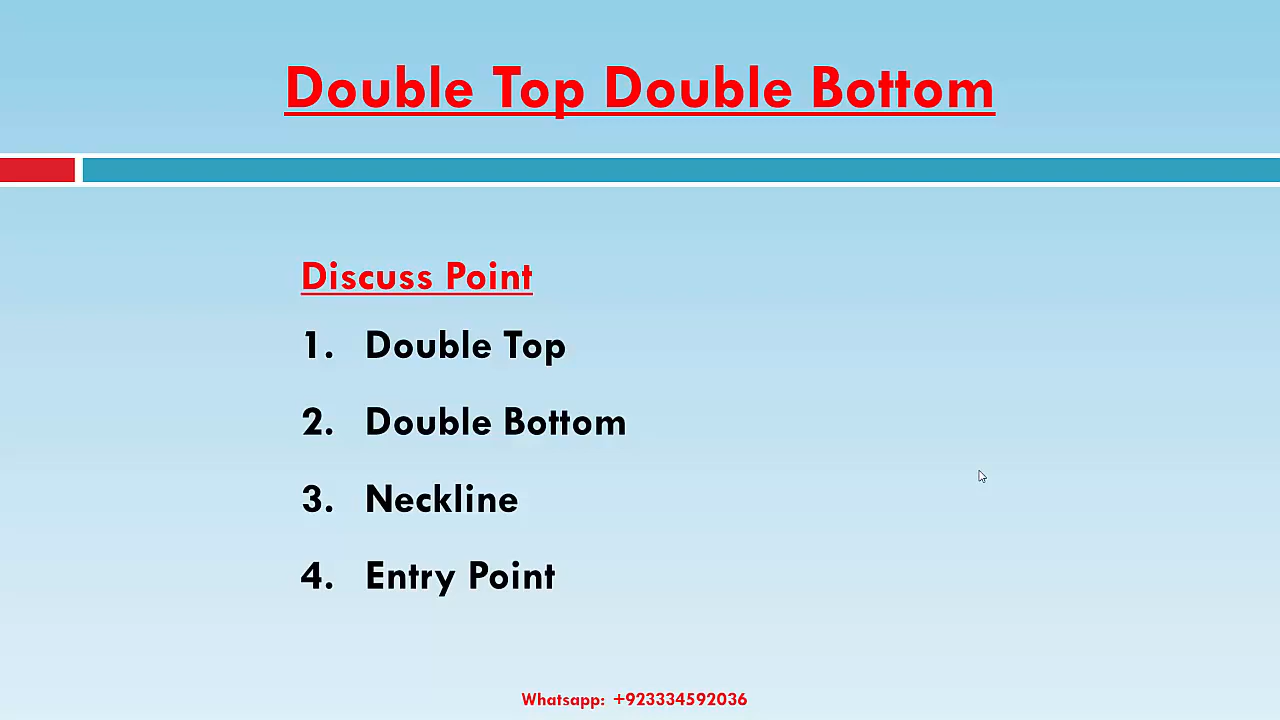 Double Top Double Bottom
Discuss Point
1. Double Top
2. Double Bottom
3. Neckline
4. Entry Point
Whatsapp: +923334592036